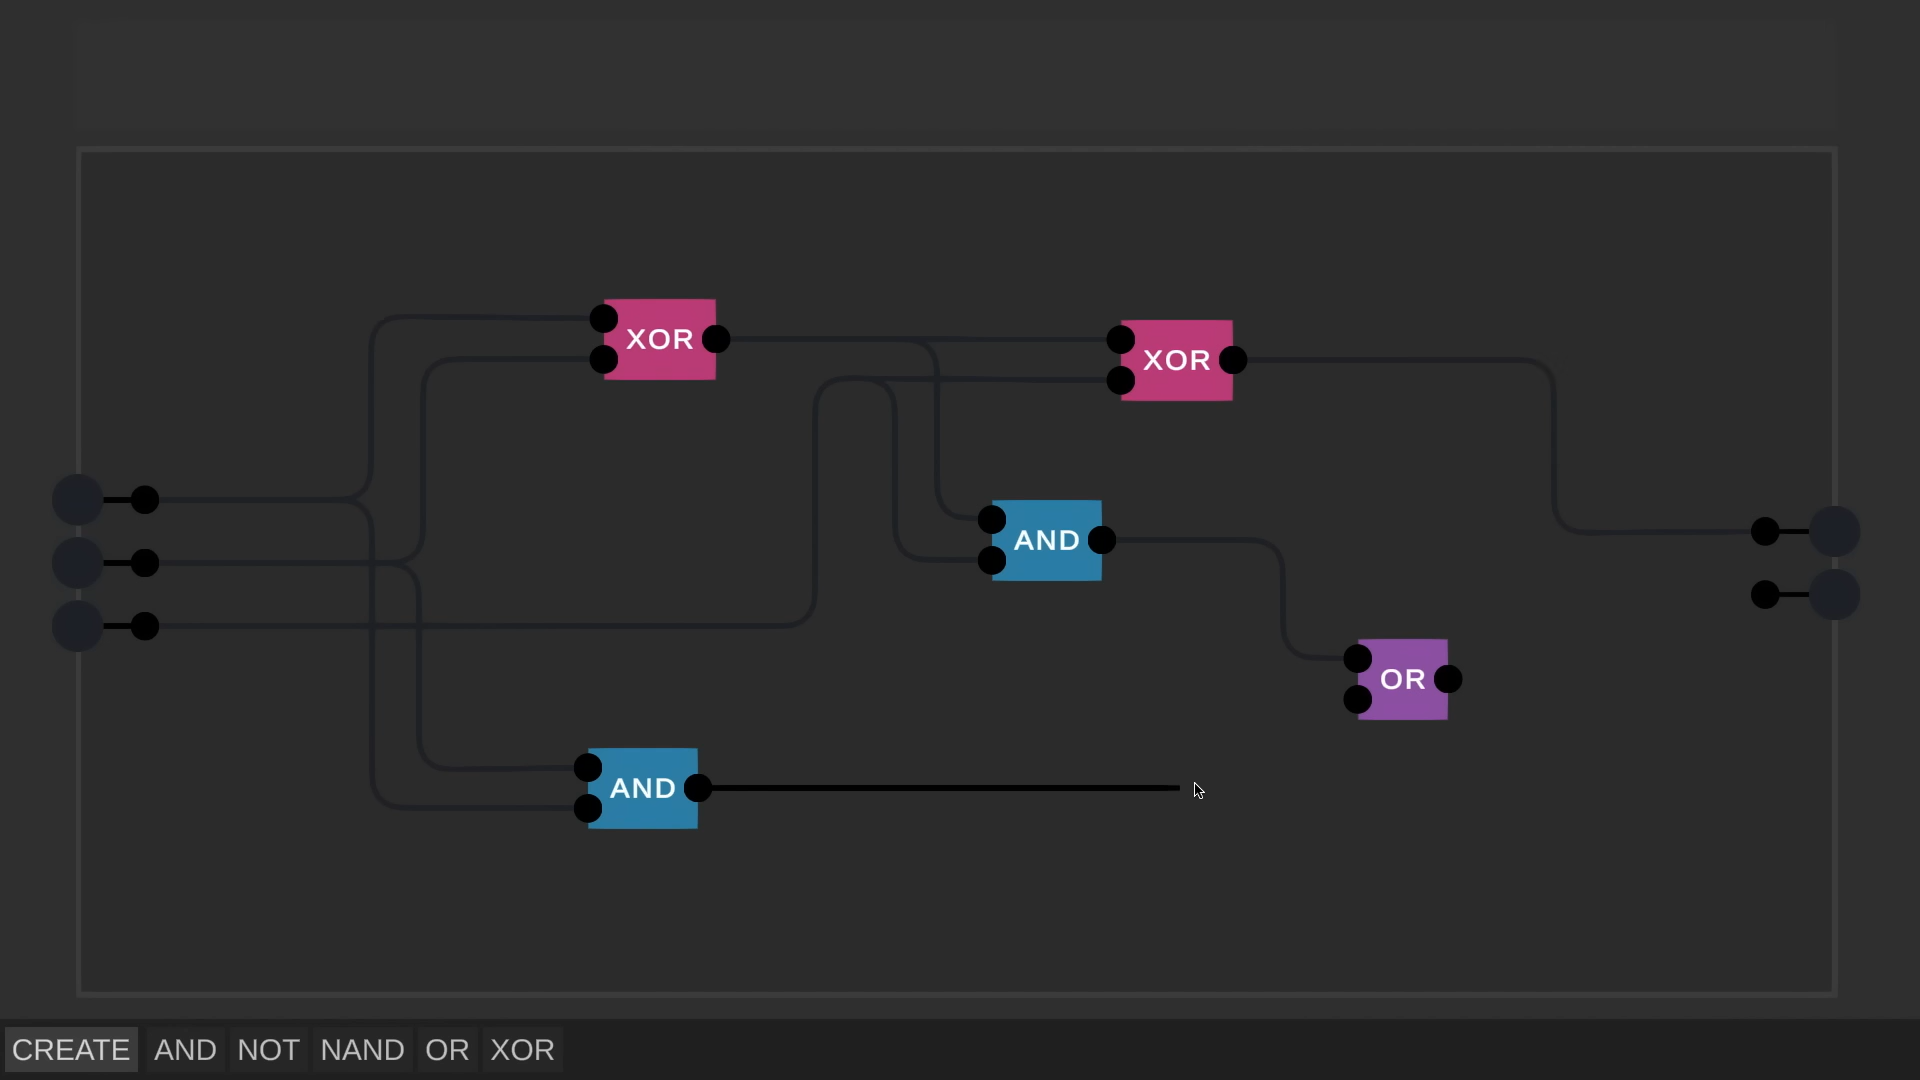 XOR
XOR
AND
OR
AND
CREATE AND NOT NAND OR XOR